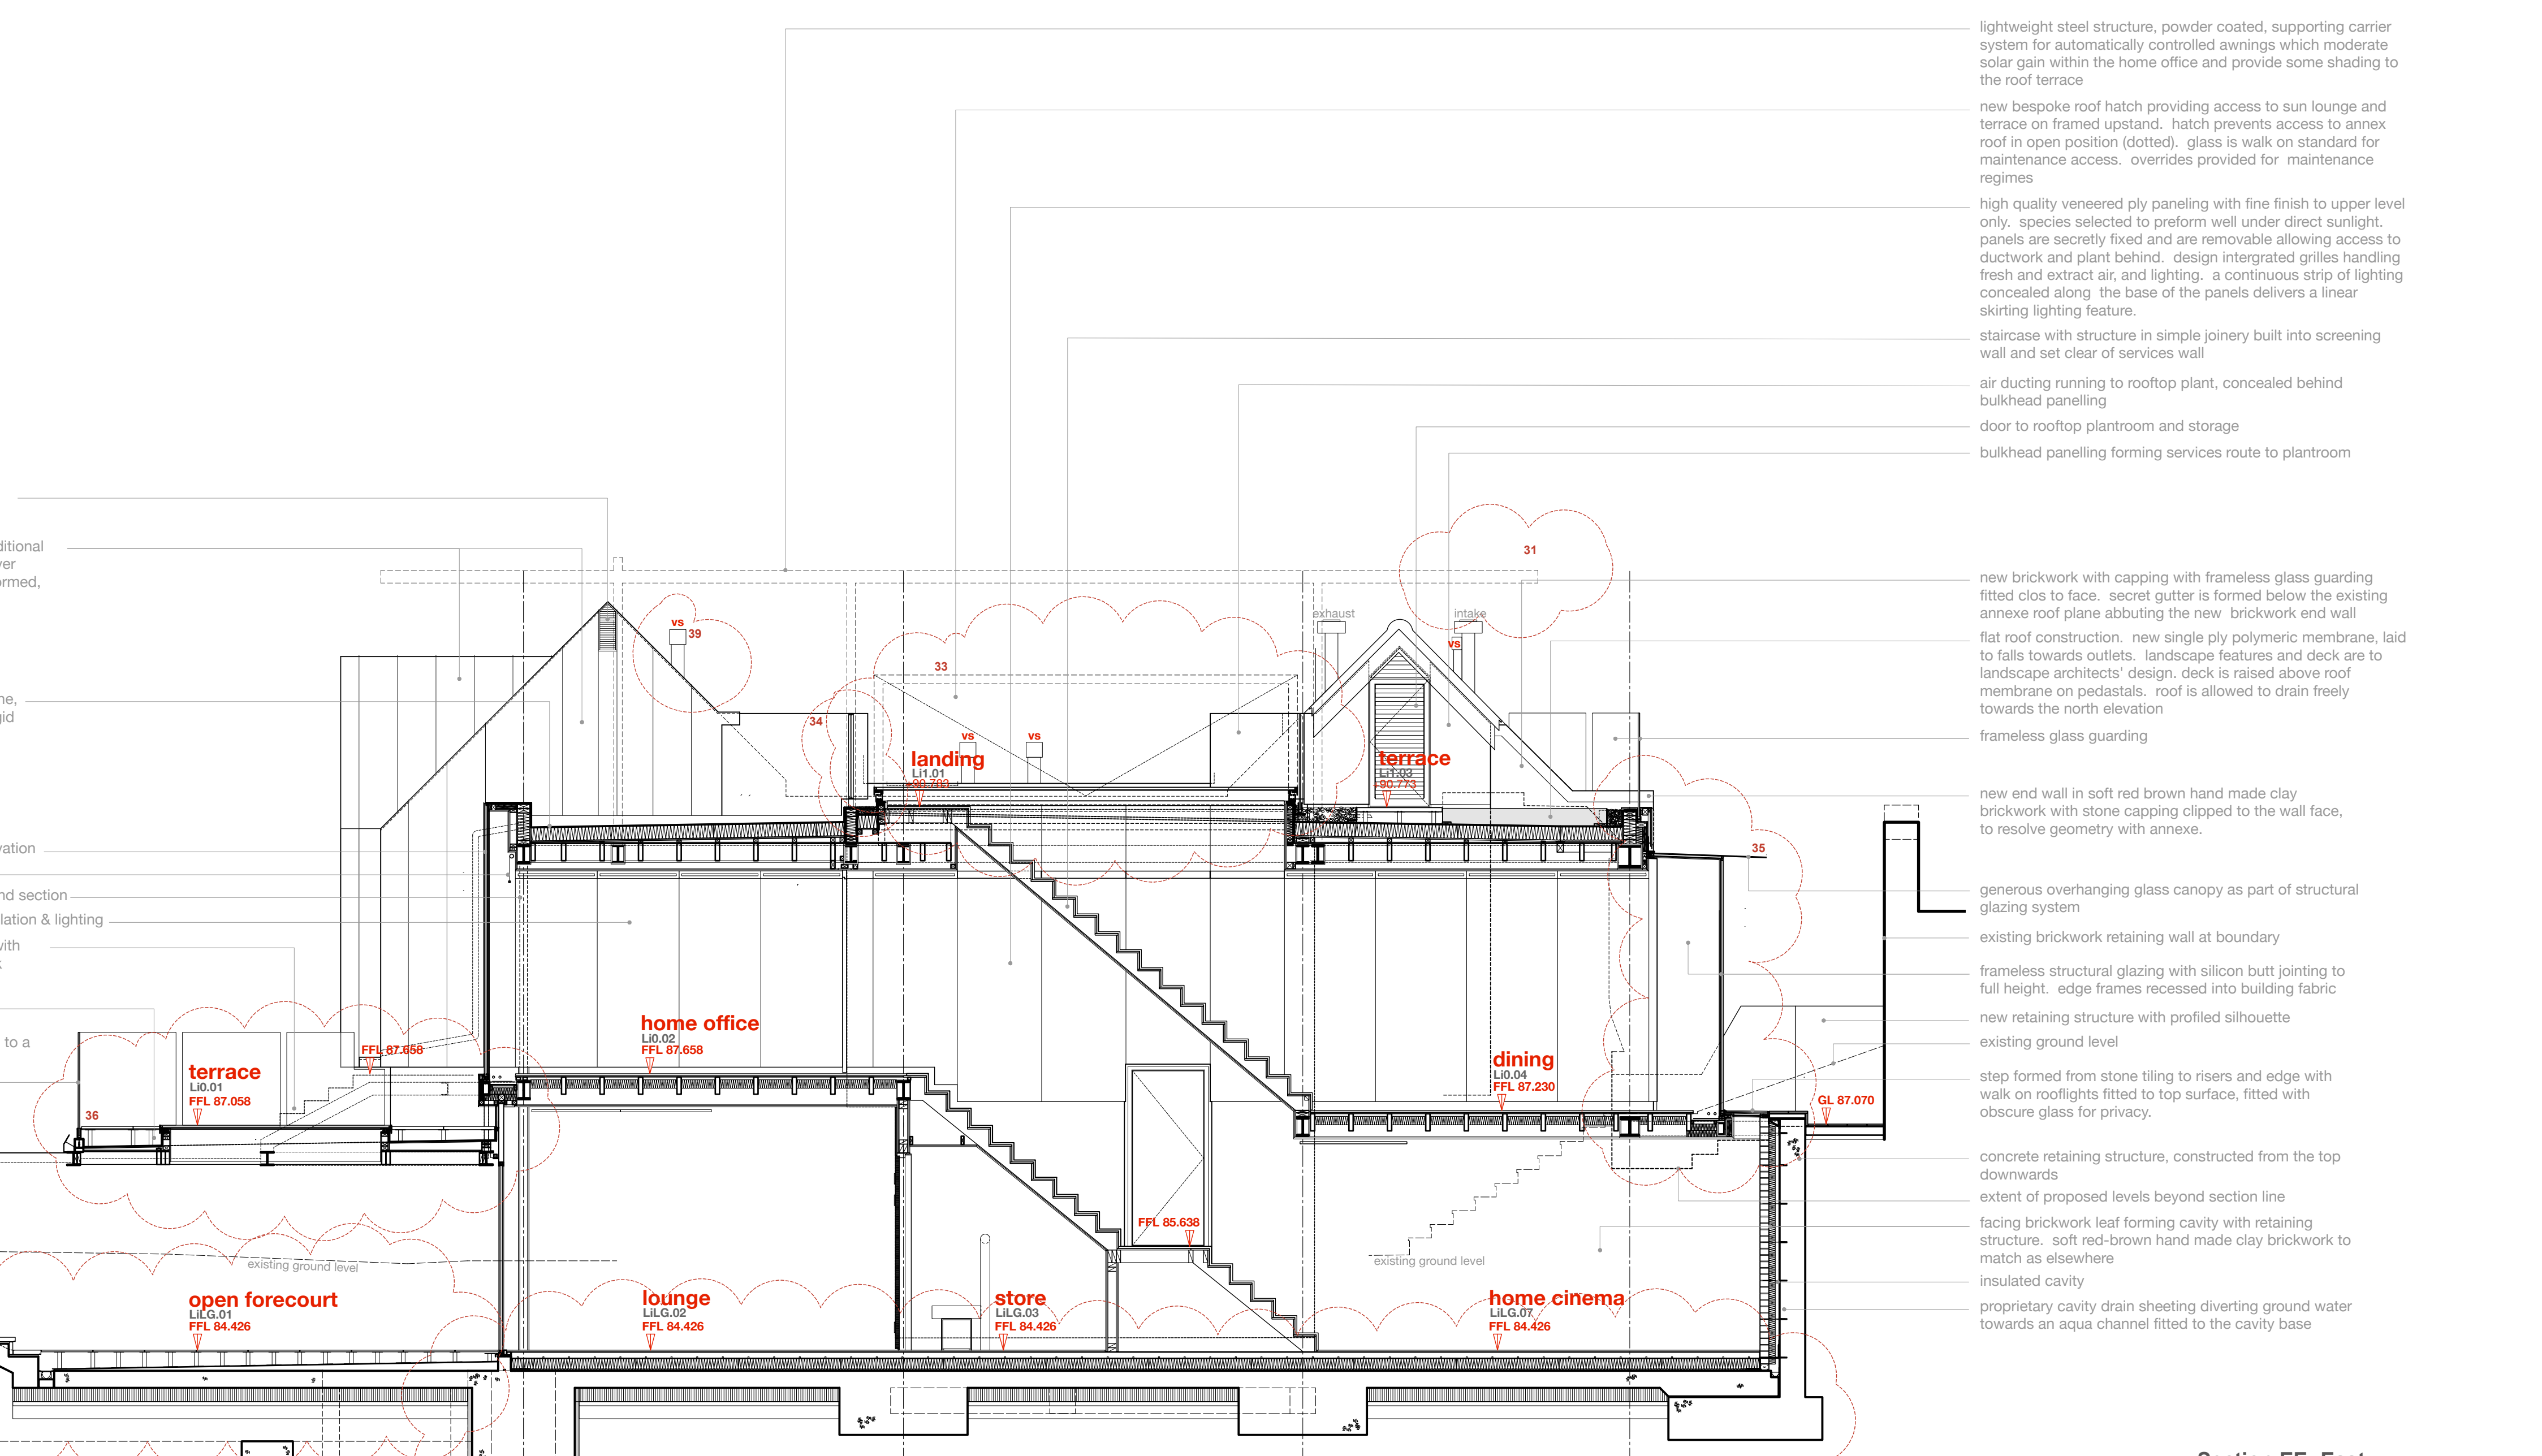 lightweight steel structure, powder coated, supporting carrier
system for automatically controlled awnings which moderate
solar gain within the home office and provide some shading to
the roof terrace
new bespoke roof hatch providing access to sun lounge and
terrace on framed upstand. hatch prevents access to annex
roof in open position (dotted). glass is walk on standard for
maintenance access. overrides provided for maintenance
regimes
high quality veneered ply paneling with fine finish to upper level
only. species selected to preform well under direct sunlight.
panels are secretly fixed and are removable allowing access to
ductwork and plant behind. design intergrated grilles handling
fresh and extract air, and lighting. a continuous strip of lighting
concealed along the base of the panels delivers a linear
skirting lighting feature.
staircase with structure in simple joinery built into screening
wall and set clear of services wall
air ducting running to rooftop plant, concealed behind
bulkhead panelling
door to rooftop plantroom and storage
bulkhead panelling forming services route to plantroom
new brickwork with capping with frameless glass guarding
fitted clos to face. secret gutter is formed below the existing
annexe roof plane abbuting the new brickwork end wall
flat roof construction. new single ply polymeric membrane, laid
to falls towards outlets. landscape features and deck are to
landscape architects' design. deck is raised above roof
membrane on pedastals. roof is allowed to drain freely
towards the north elevation
frameless glass guarding
new end wall in soft red brown hand made clay
brickwork with stone capping clipped to the wall face,
to resolve geometry with annexe.
generous overhanging glass canopy as part of structural
glazing system
existing brickwork retaining wall at boundary
frameless structural glazing with silicon butt jointing to
full height. edge frames recessed into building fabric
new retaining structure with profiled silhouette
existing ground level
step formed from stone tiling to risers and edge with
walk on rooflights fitted to top surface, fitted with
obscure glass for privacy.
concrete retaining structure, constructed from the top
downwards
extent of proposed levels beyond section line
facing brickwork leaf forming cavity with retaining
structure. soft red-brown hand made clay brickwork to
match as elsewhere
insulated cavity
proprietary cavity drain sheeting diverting ground water
towards an aqua channel fitted to the cavity base
ditional
ver
ormed,
ne,
gid
vation
nd section
lation & lighting
with
to a
31
exhaust
intake
vs
39
vs
33
34
vs
vs
landing
Li1.01
+90.783
terrace
Li1.03
+90.773
35
home office
Li0.02
FFL 87.658
FFL 87.658
terrace
Li0.01
FFL 87.058
36
dining
Li0.04
FFL 87.230
GL 87.070
FFL 85.638
existing ground level
existing ground level
open forecourt
LiLG.01
FFL 84.426
lounge
LiLG.02
FFL 84.426
store
LiLG.03
FFL 84.426
home cinema
LiLG.07
FFL 84.426